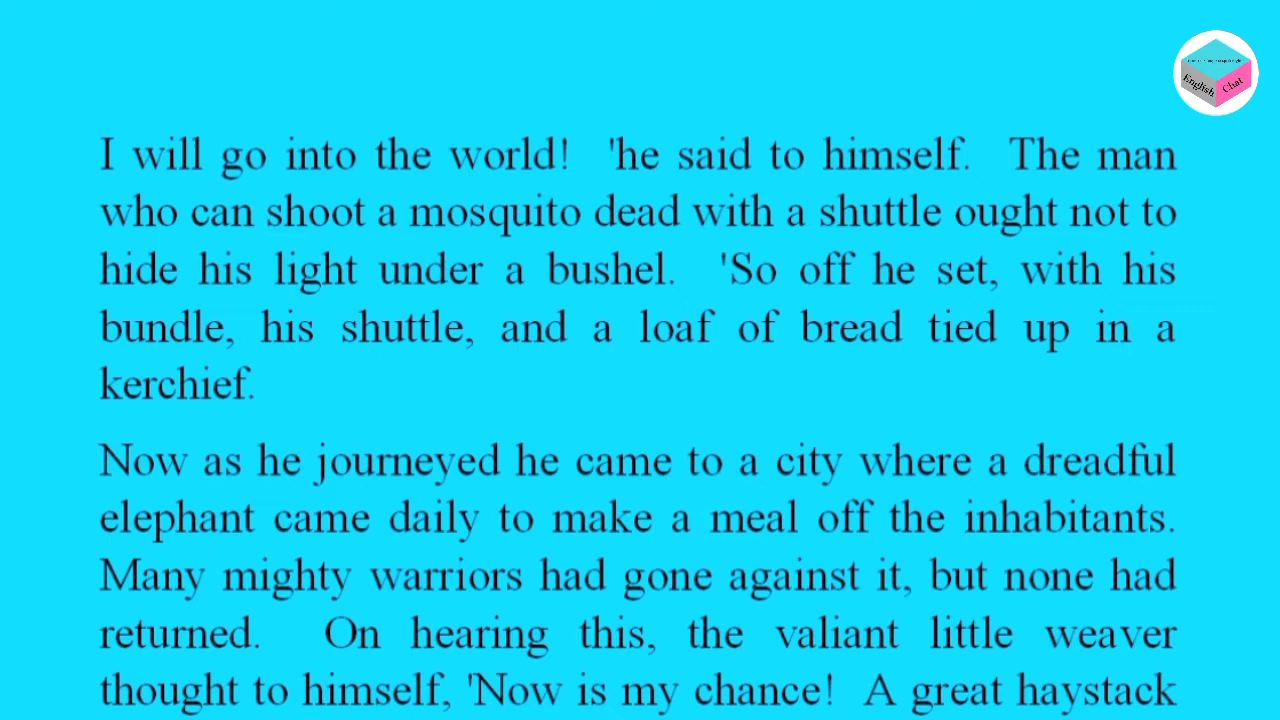 English
Chat
I will go into the world! 'he said to himself. The man
who can shoot a mosquito dead with a shuttle ought not to
hide his light under a bushel. 'So off he set, with his
bundle, his shuttle, and a loaf of bread tied up in a
kerchief.
Now as he journeyed he came to a city where a dreadful
elephant came daily to make a meal off the inhabitants.
Many mighty warriors had gone against it, but none had
returned. On hearing this, the valiant little weaver
thought to himself, 'Now is my chance! A great haystack